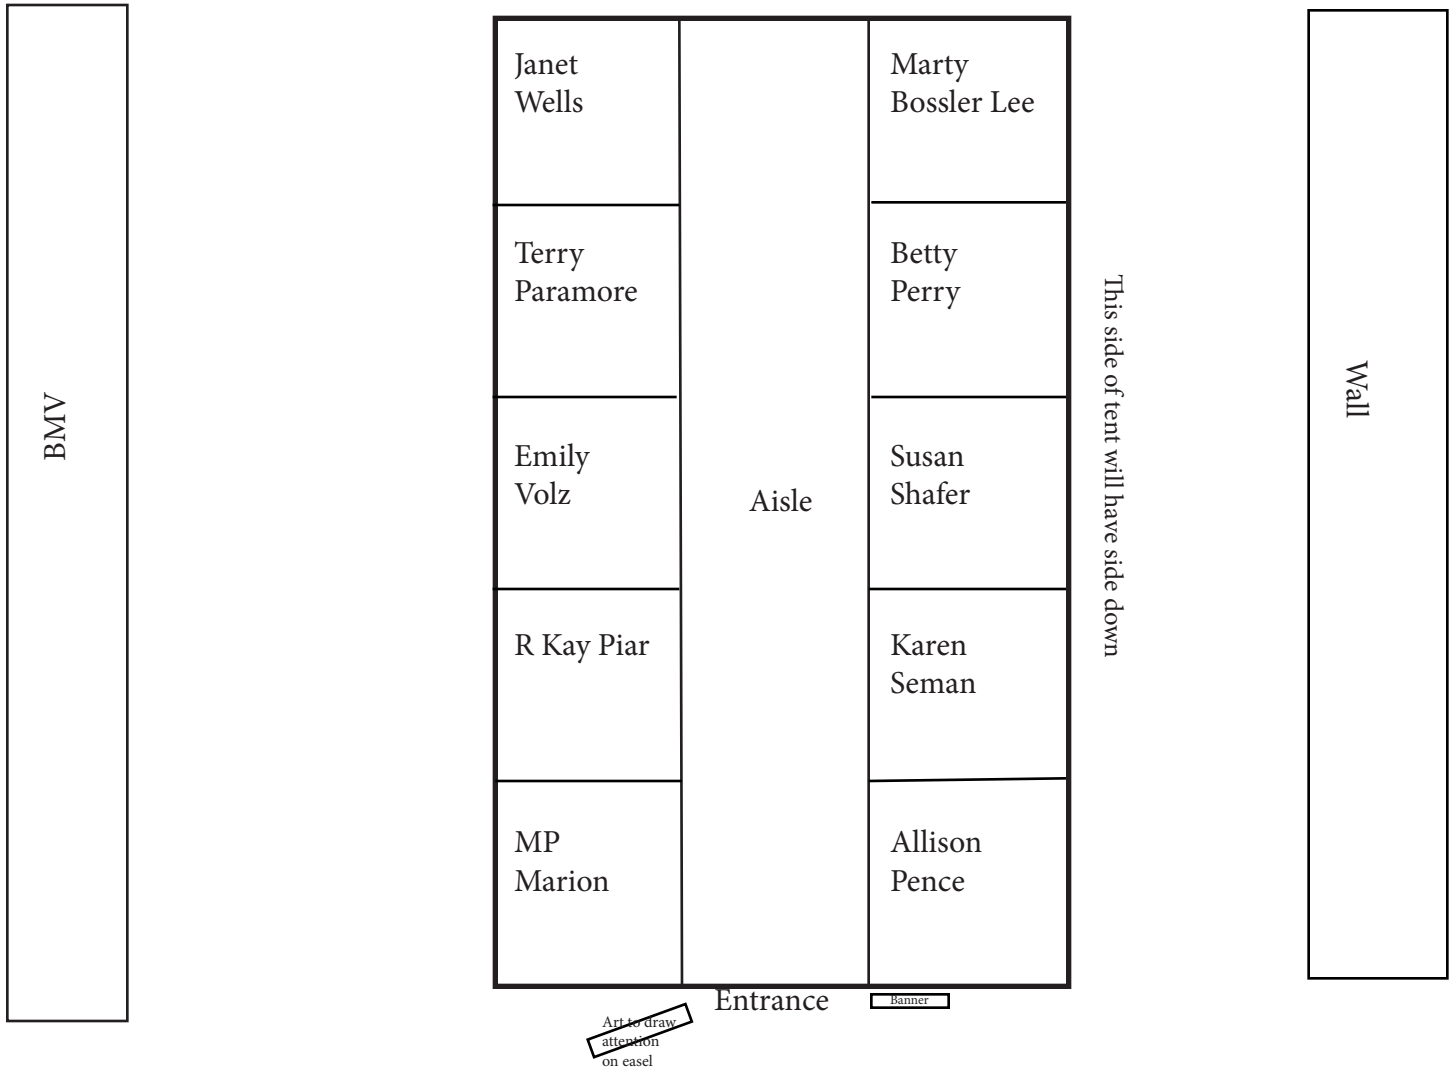 BMV
Janet
Wells
Terry
Paramore
Emily
Volz
R Kay Piar
MP
Marion
Aisle
Marty
Bossler Lee
Betty
Perry
Susan
Shafer
Karen
Seman
Allison
Pence
This side of tent will have side down
Wall
Entrance
Banner
Art to draw
attention
on easel